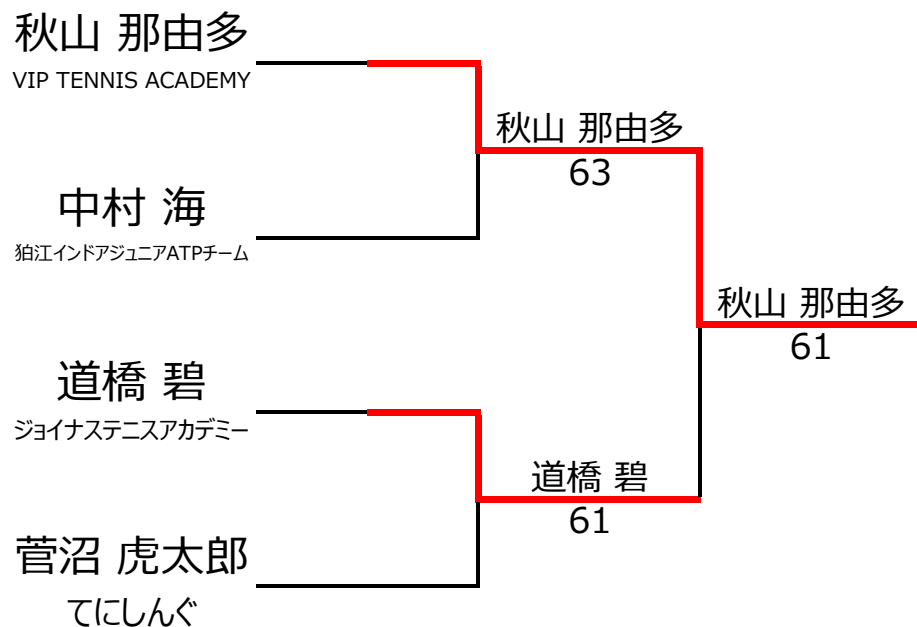 秋山 那由多
VIP TENNIS ACADEMY
秋山 那由多
63
中村 海
狛江インドアジュニアATPチーム
秋山 那由多
61
道橋 碧
ジョイナステニスアカデミー
道橋 碧
61
菅沼 虎太郎
てにしんぐ